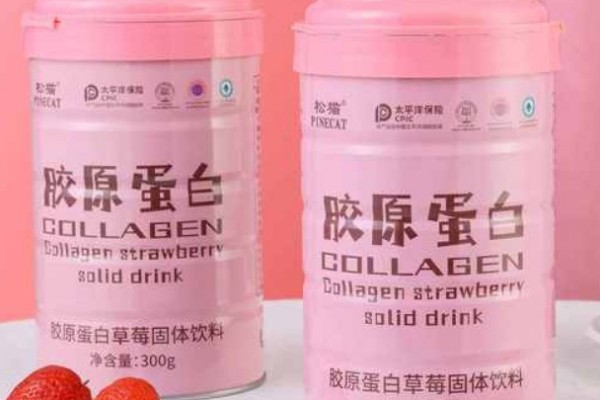 松猫®
PINECAT
太平洋保险
CPIC
胶原蛋白
COLLAGEN
Collagen strawberry
solid drink
胶原蛋白草莓固体饮料
净含量:300g
松猫®
PINECAT
太平洋保险
CPIC
胶原蛋白
COLLAGEN
Collagen strawberry
solid drink
胶原蛋白草莓固体饮料